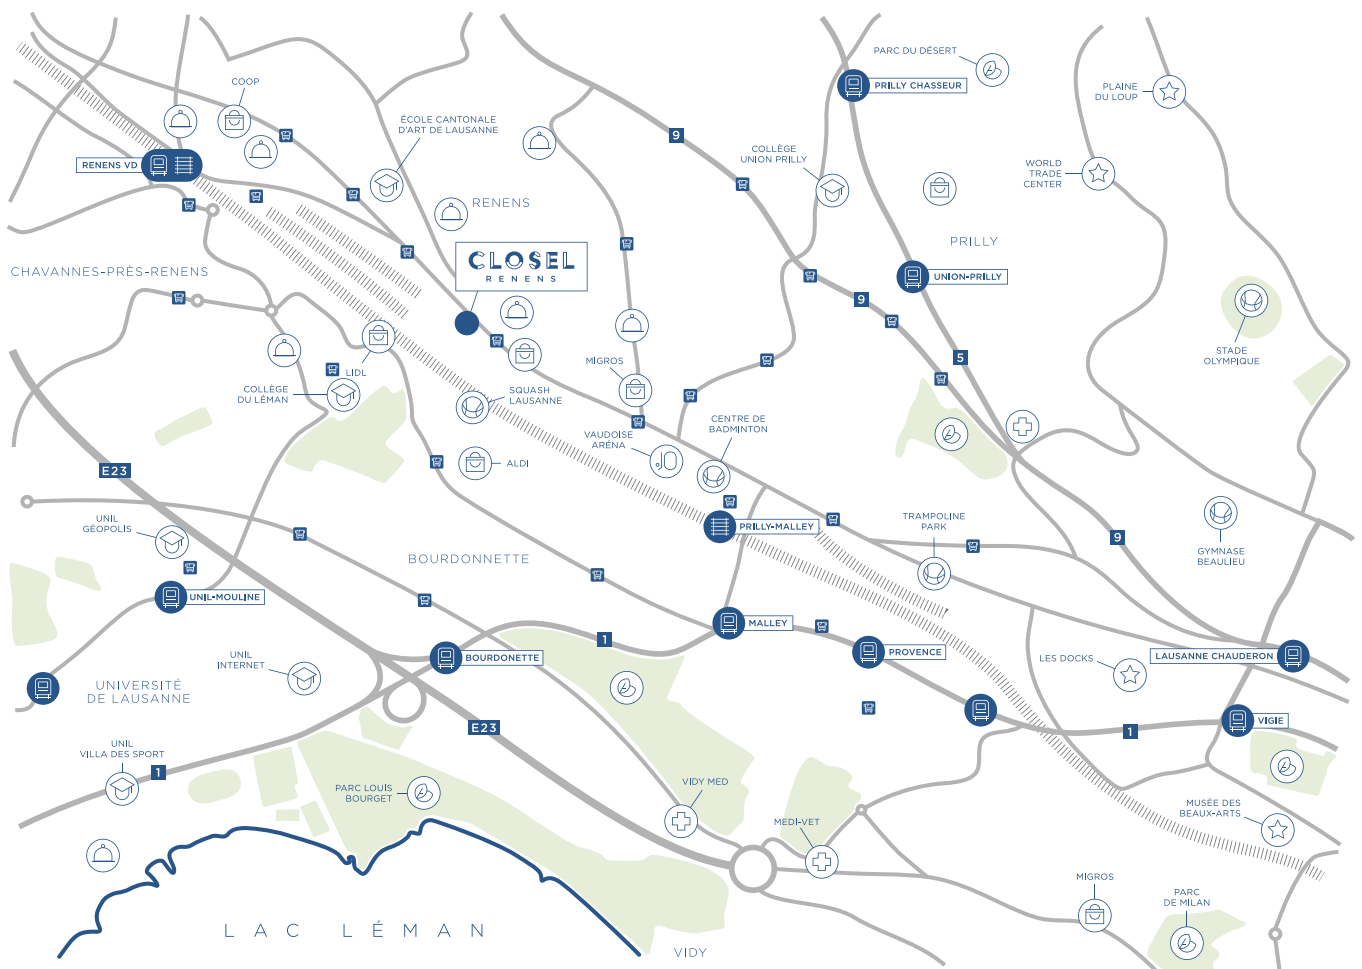 PARC DU DÉSERT
PRILLY CHASSEUR
COOP
PLAINE
DU LOUP
ÉCOLE CANTONALE
D'ART DE LAUSANNE
9
COLLÈGE
UNION PRILLY
RENENS VD
WORLD
TRADE
CENTER
RENENS
PRILLY
CLOSEL
RENENS
CHAVANNES-PRÈS-RENENS
UNION-PRILLY
9
5
STADE
OLYMPIQUE
MIGROS
LIDL
COLLÈGE
DU LÉMAN
SQUASH
LAUSANNE
CENTRE DE
BADMINTON
VAUDOISE
ARÉNA
ALDI
E23
UNIL
GÉOPOLIS
PRILLY-MALLEY
TRAMPOLINE
PARK
9
GYMNASE
BEAULIEU
BOURDONNETTE
UNIL-MOULINE
MALLEY
1
PROVENCE
BOURDONETTE
UNIL
INTERNET
LES DOCKS
LAUSANNE CHAUDERON
UNIVERSITÉ
DE LAUSANNE
E23
VIGIE
1
UNIL
VILLA DES SPORT
1
PARC LOUIS
BOURGET
VIDY MED
MUSÉE DES
BEAUX-ARTS
MEDI-VET
MIGROS
PARC
DE MILAN
LAC LÉMAN
VIDY